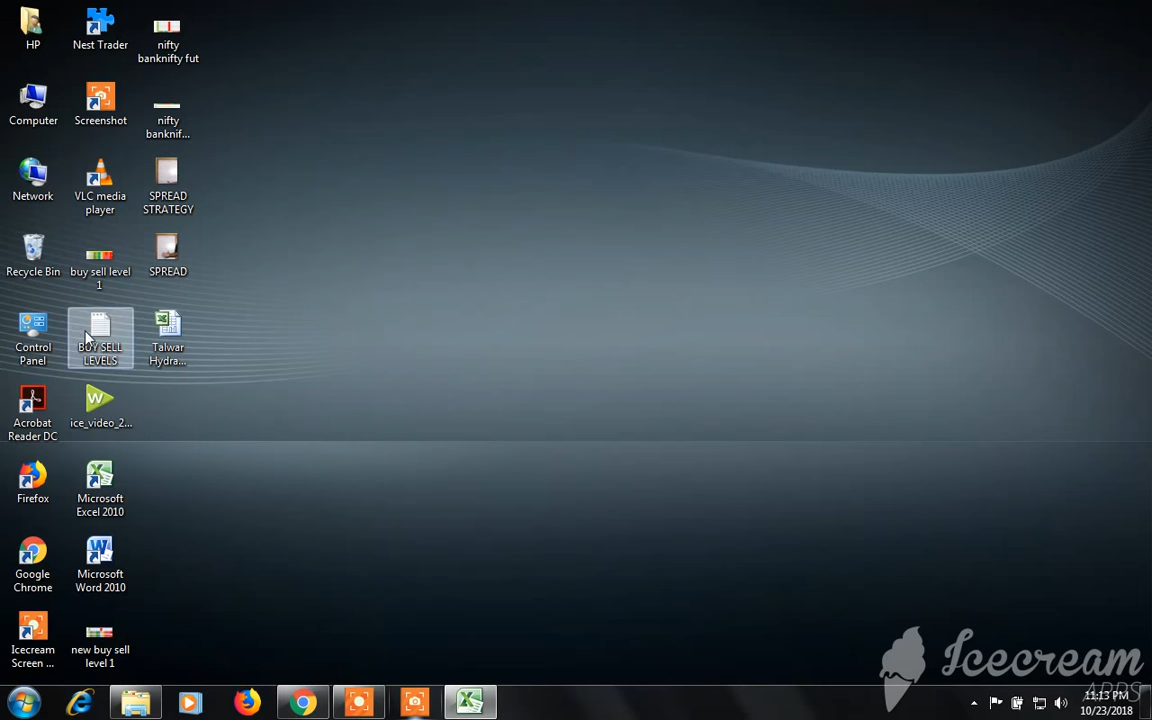 HP
Nest Trader
nifty
banknifty fut
Computer
Screenshot
nifty
banknif...
Network
VLC media
player
SPREAD
STRATEGY
Recycle Bin
buy sell level
1
SPREAD
Control
Panel
BUY SELL
LEVELS
Talwar
Hydra...
Acrobat
Reader DC
W
ice_video_2...
Firefox
Microsoft
Excel 2010
Google
Chrome
Microsoft
Word 2010
Icecream
Screen ...
new buy sell
level 1
Icecream
APPS
11:13 PM
10/23/2018